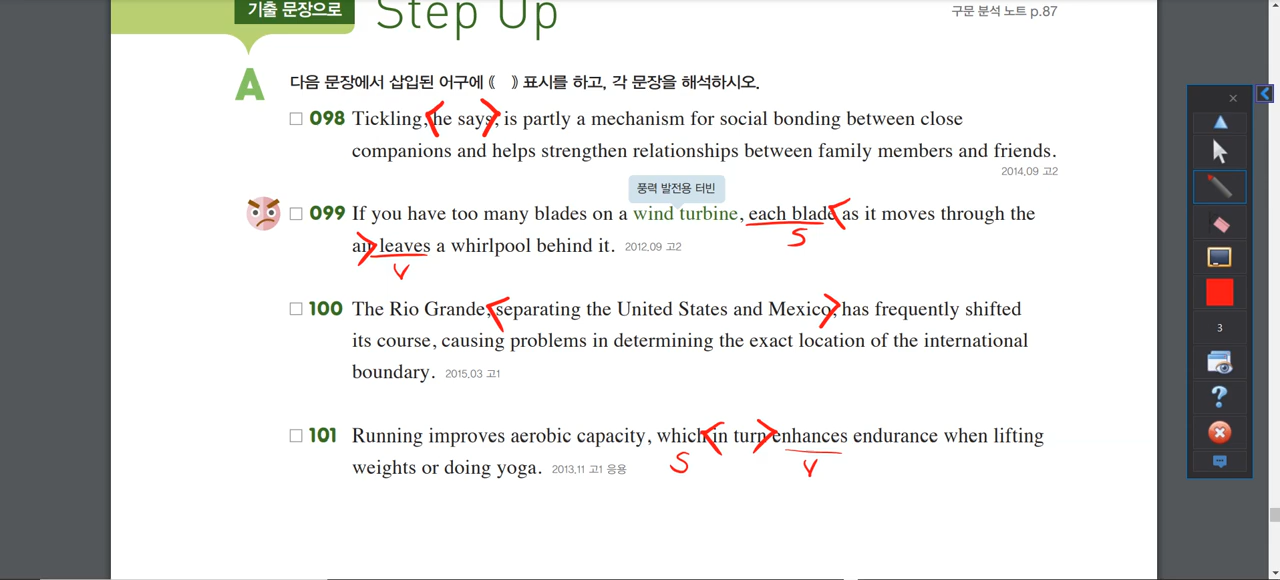 기출 문장으로
Step Up
구문 분석 노트 p.87
A 다음 문장에서 삽입된 어구에 《 》 표시를 하고, 각 문장을 해석하시오.
098 Tickling, he says, is partly a mechanism for social bonding between close
companions and helps strengthen relationships between family members and friends.
2014.09 고2
풍력 발전용 터빈
099 If you have too many blades on a wind turbine, each blade as it moves through the
S
air leaves a whirlpool behind it. 2012.09 고2
V
100 The Rio Grande, separating the United States and Mexico, has frequently shifted
its course, causing problems in determining the exact location of the international
boundary. 2015.03 고1
101 Running improves aerobic capacity, which in turn enhances endurance when lifting
S V
weights or doing yoga. 2013.11 고1 응용
3